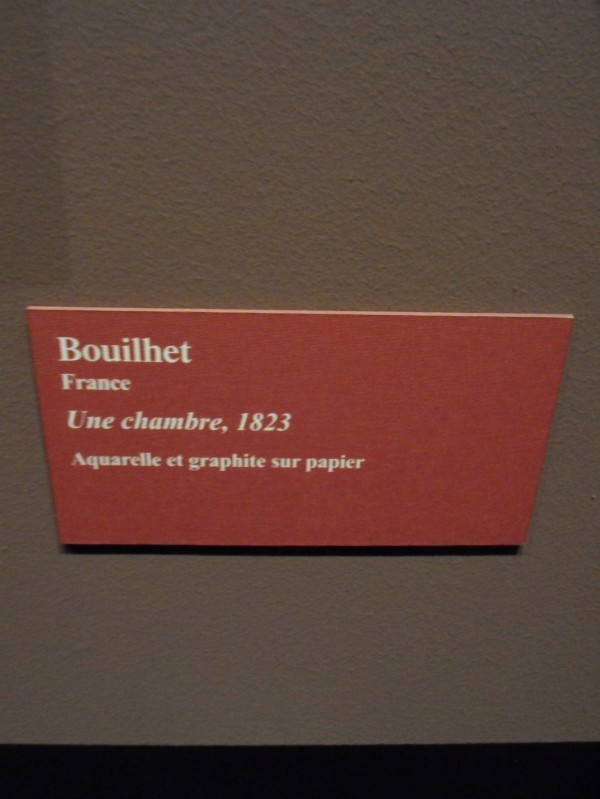 Bouilhet
France
Une chambre, 1823
Aquarelle et graphite sur papier